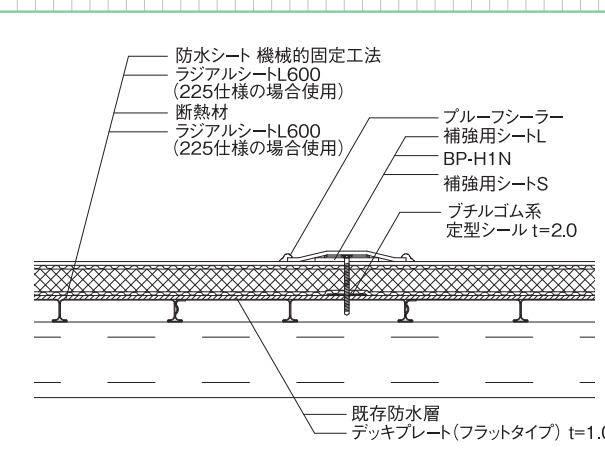 防水シート 機械的固定工法
ラジアルシートL600
(225仕様の場合使用)
断熱材
ラジアルシートL600
(225仕様の場合使用)
プルーフシーラー
補強用シートL
BP-H1N
補強用シートS
ブチルゴム系
定型シール t=2.0
既存防水層
デッキプレート(フラットタイプ) t=1.0